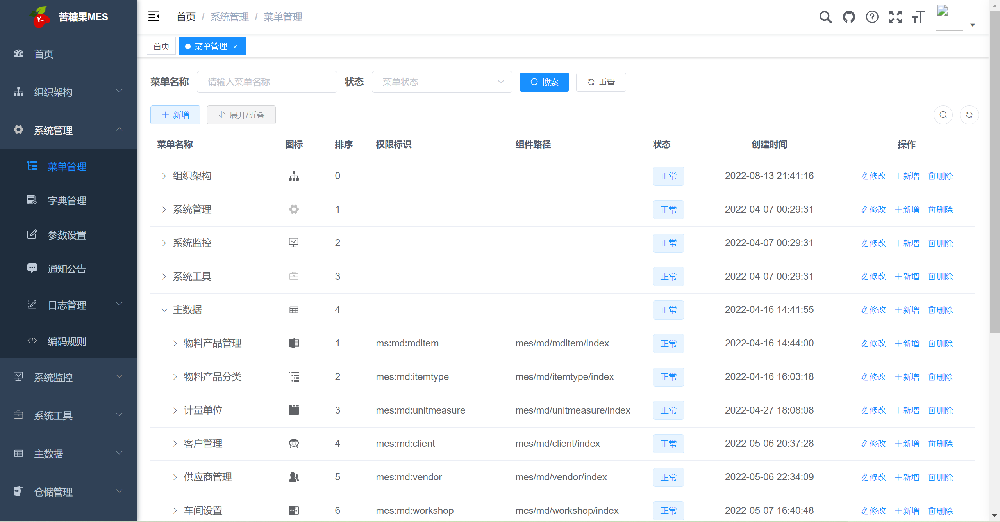 苦糖果MES
首页
组织架构
系统管理
菜单管理
字典管理
参数设置
通知公告
日志管理
编码规则
系统监控
系统工具
主数据
仓储管理
首页 / 系统管理 / 菜单管理
首页 菜单管理 ×
菜单名称 请输入菜单名称 状态 菜单状态 搜索 重置
新增 展开/折叠
菜单名称 图标 排序 权限标识 组件路径 状态 创建时间 操作
组织架构 0 正常 2022-08-13 21:41:16 修改 新增 删除
系统管理 1 正常 2022-04-07 00:29:31 修改 新增 删除
系统监控 2 正常 2022-04-07 00:29:31 修改 新增 删除
系统工具 3 正常 2022-04-07 00:29:31 修改 新增 删除
主数据 4 正常 2022-04-16 14:41:55 修改 新增 删除
物料产品管理 1 ms:md:mditem mes/md/mditem/index 正常 2022-04-16 14:44:00 修改 新增 删除
物料产品分类 2 mes:md:itemtype mes/md/itemtype/index 正常 2022-04-16 16:03:18 修改 新增 删除
计量单位 3 mes:md:unitmeasure mes/md/unitmeasure/index 正常 2022-04-27 18:08:08 修改 新增 删除
客户管理 4 mes:md:client mes/md/client/index 正常 2022-05-06 20:37:28 修改 新增 删除
供应商管理 5 mes:md:vendor mes/md/vendor/index 正常 2022-05-06 22:34:09 修改 新增 删除
车间设置 6 mes:md:workshop mes/md/workshop/index 正常 2022-05-07 16:40:48 修改 新增 删除